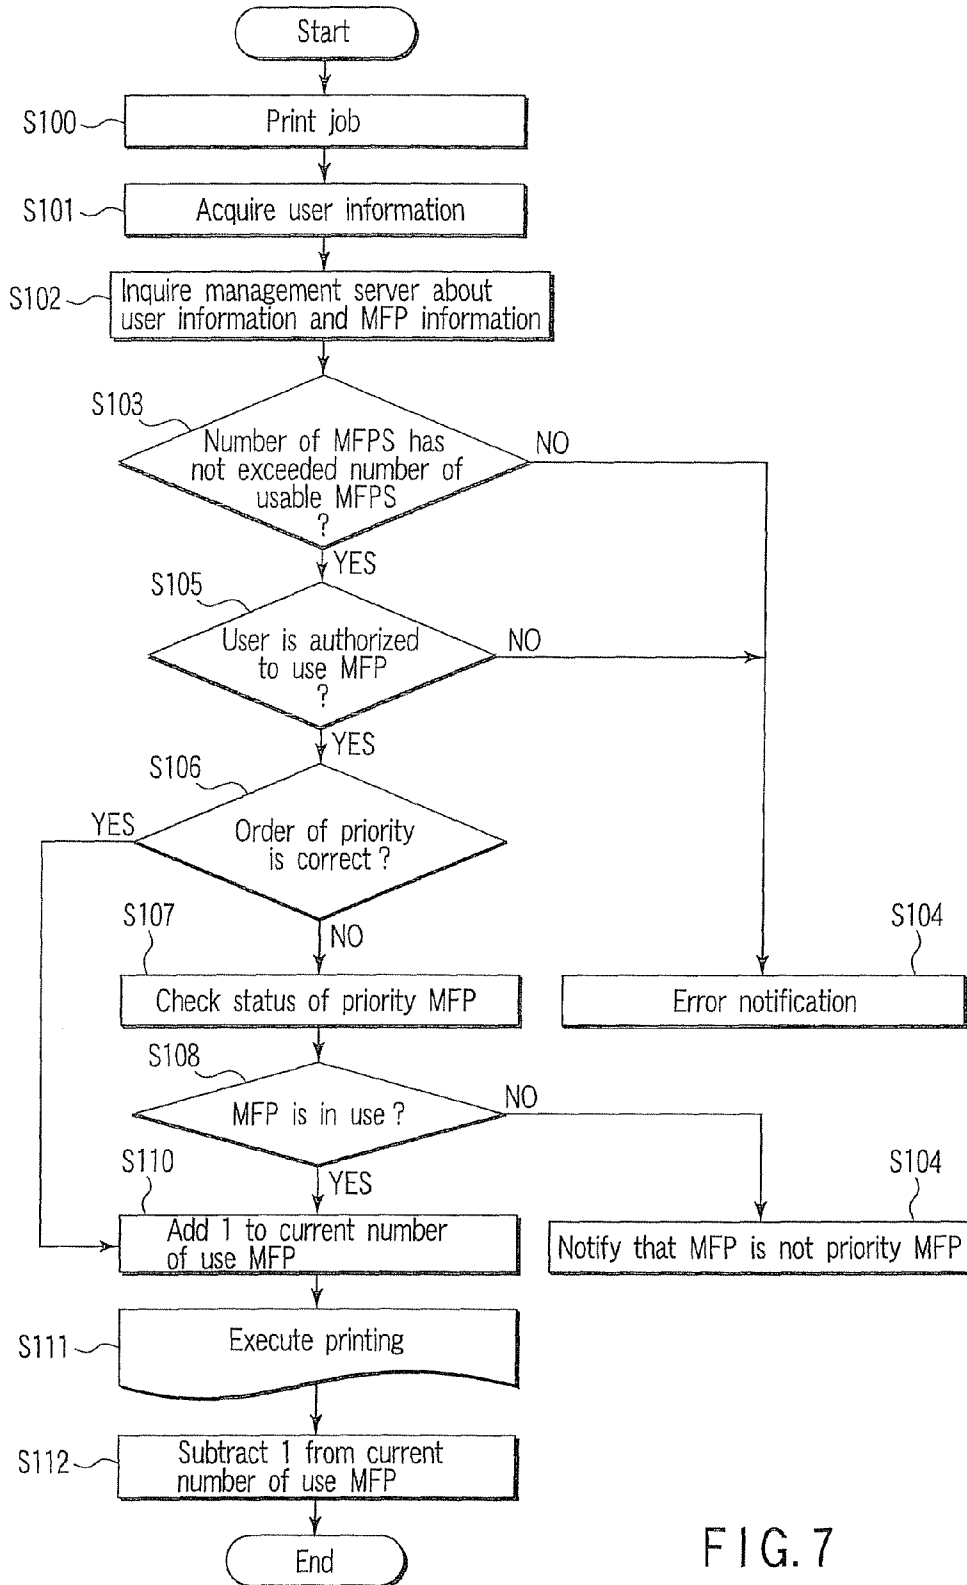 Start
S100
Print job
S101
Acquire user information
S102
Inquire management server about
user information and MFP information
S103
Number of MFPS has
not exceeded number of
usable MFPS
?
NO
YES
S105
User is authorized
to use MFP
?
NO
YES
S106
Order of priority
is correct?
YES
NO
S107
Check status of priority MFP
S104
Error notification
S108
MFP is in use?
NO
YES
S110
Add 1 to current number
of use MFP
S104
Notify that MFP is not priority MFP
S111
Execute printing
S112
Subtract 1 from current
number of use MFP
End
FIG. 7